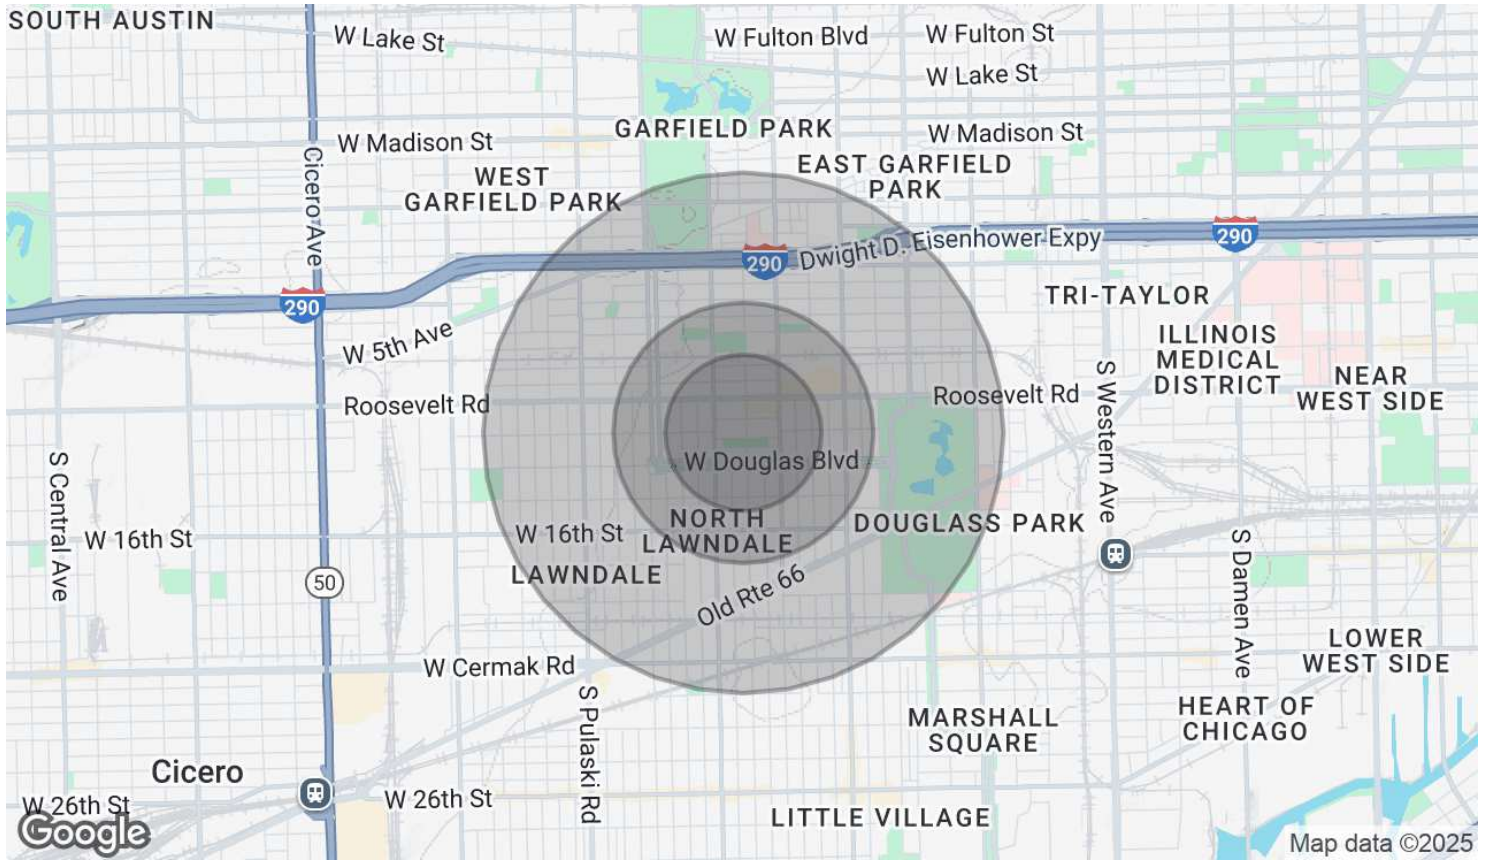 SOUTH AUSTIN
W Lake St
W Fulton Blvd
W Fulton St
W Lake St
W Madison St
GARFIELD PARK
W Madison St
Cicero Ave
WEST
GARFIELD PARK
EAST GARFIELD
PARK
290
Dwight D. Eisenhower Expy
290
290
TRI-TAYLOR
W 5th Ave
ILLINOIS
MEDICAL
DISTRICT
NEAR
WEST SIDE
Roosevelt Rd
Roosevelt Rd
S Western Ave
S Central Ave
W Douglas Blvd
W 16th St
W 16th St
NORTH
LAWNDALE
DOUGLASS PARK
LAWNDALE
50
Old Rte 66
S Damen Ave
LOWER
WEST SIDE
W Cermak Rd
S Pulaski Rd
MARSHALL
SQUARE
HEART OF
CHICAGO
Cicero
W 26th St
W 26th St
LITTLE VILLAGE
Google
Map data ©2025